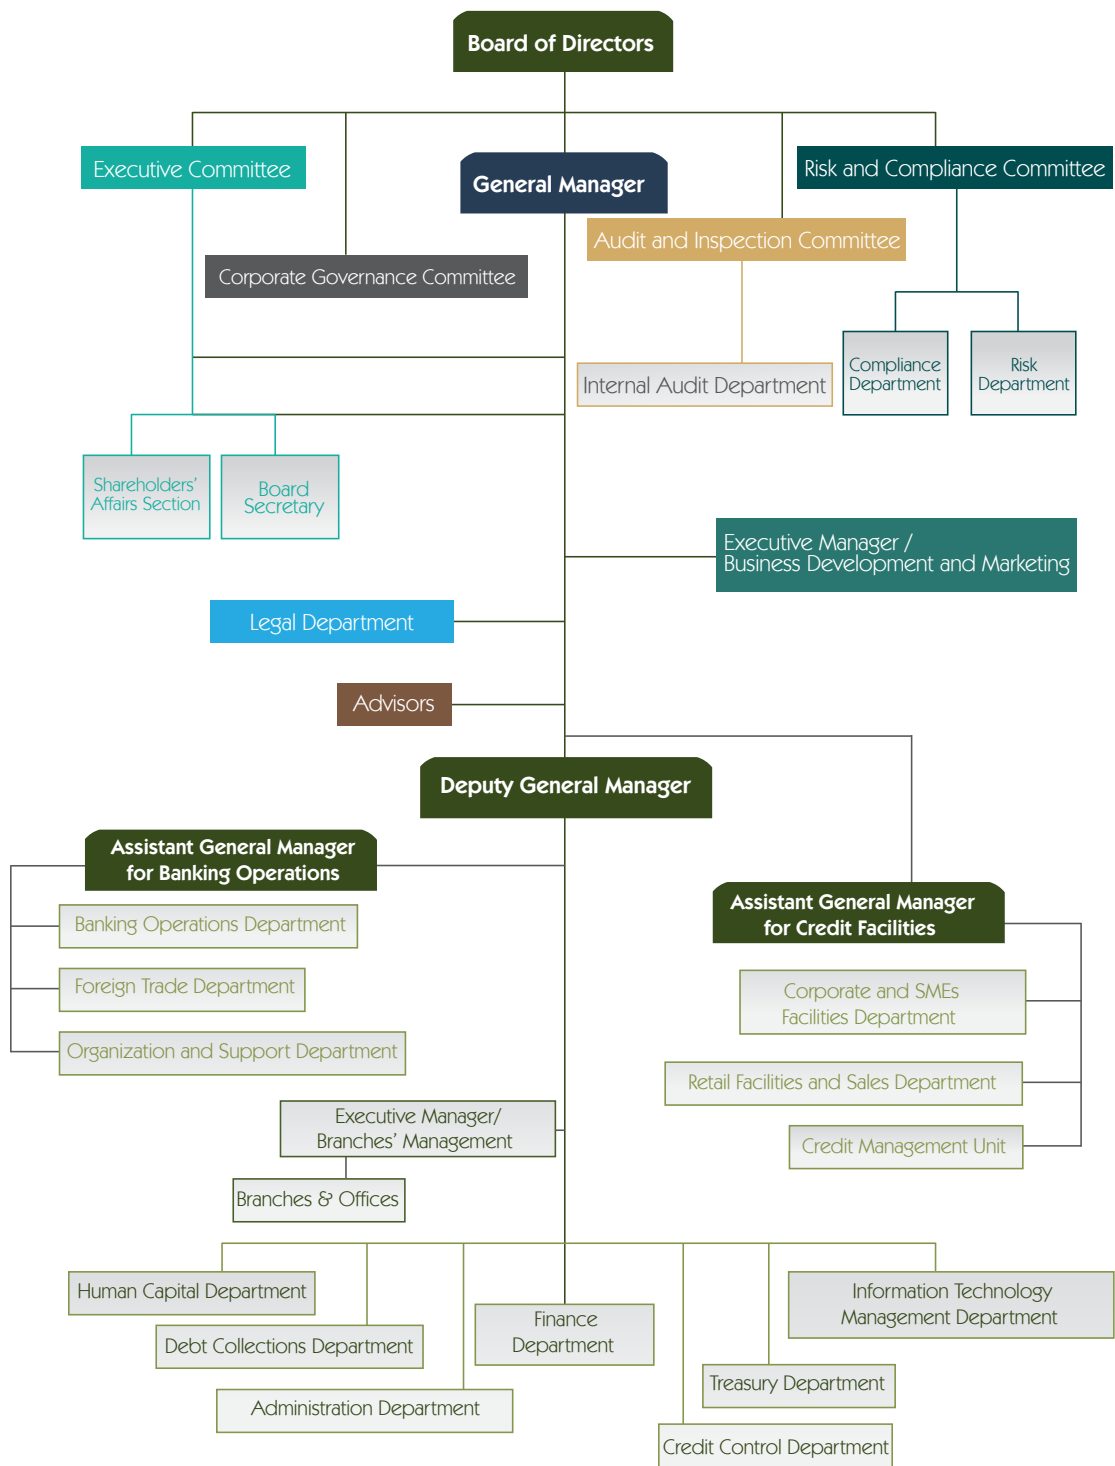 Board of Directors
Executive Committee
General Manager
Risk and Compliance Committee
Audit and Inspection Committee
Corporate Governance Committee
Compliance
Department
Risk
Department
Internal Audit Department
Shareholders'
Affairs Section
Board
Secretary
Executive Manager /
Business Development and Marketing
Legal Department
Advisors
Deputy General Manager
Assistant General Manager
for Banking Operations
Assistant General Manager
for Credit Facilities
Banking Operations Department
Foreign Trade Department
Organization and Support Department
Corporate and SMEs
Facilities Department
Retail Facilities and Sales Department
Credit Management Unit
Executive Manager/
Branches' Management
Branches & Offices
Human Capital Department
Information Technology
Management Department
Finance
Department
Debt Collections Department
Treasury Department
Administration Department
Credit Control Department